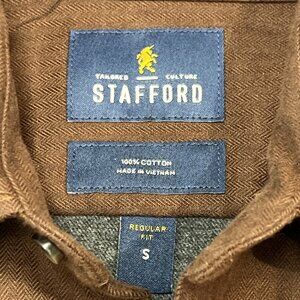 TAILORED CULTURE
STAFFORD
100% COTTON
MADE IN VIETNAM
REGULAR
FIT
S